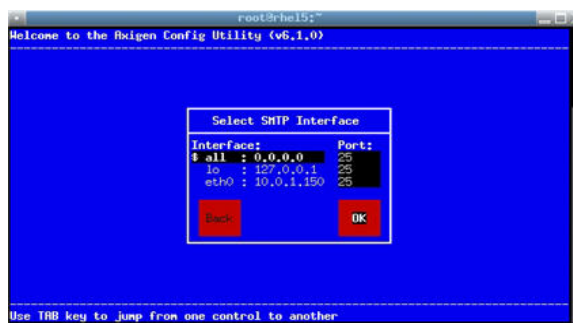 root@rhel5:~
Welcome to the Axigen Config Utility (v6.1.0)
Select SMTP Interface
Interface: Port:
$ all : 0.0.0.0 25
lo : 127.0.0.1 25
eth0 : 10.0.1.150 25
Back OK
Use TAB key to jump from one control to another